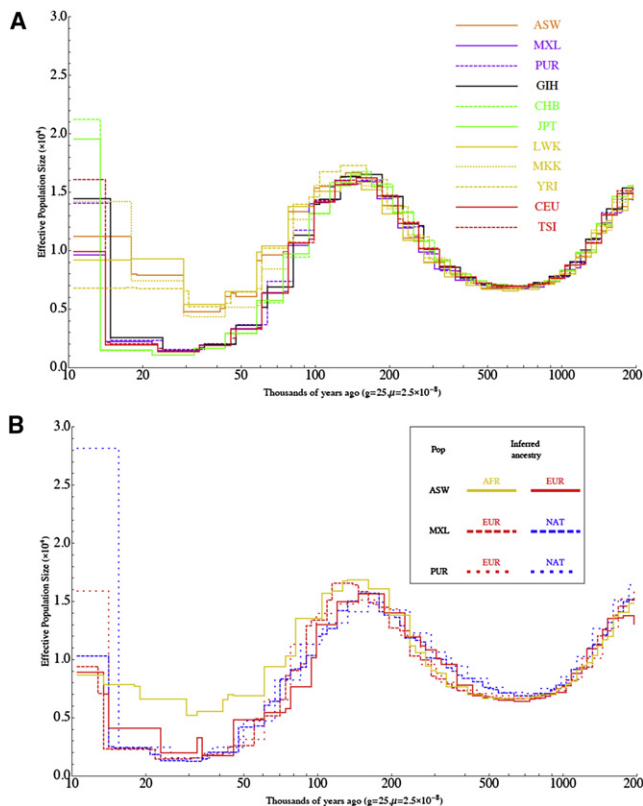 A
3.0
2.5
2.0
1.5
1.0
0.5
0.0
Effective Population Size (×10⁴)
ASW
MXL
PUR
GIH
CHB
JPT
LWK
MKK
YRI
CEU
TSI
10 20 50 100 200 500 1000 200
Thousands of years ago (g=25,μ=2.5×10⁻⁸)
B
3.0
2.5
2.0
1.5
1.0
0.5
0.0
Effective Population Size (×10⁴)
Pop Inferred
ancestry
AFR EUR
ASW
EUR NAT
MXL
EUR NAT
PUR
10 20 50 100 200 500 1000 200
Thousands of years ago (g=25,μ=2.5×10⁻⁸)